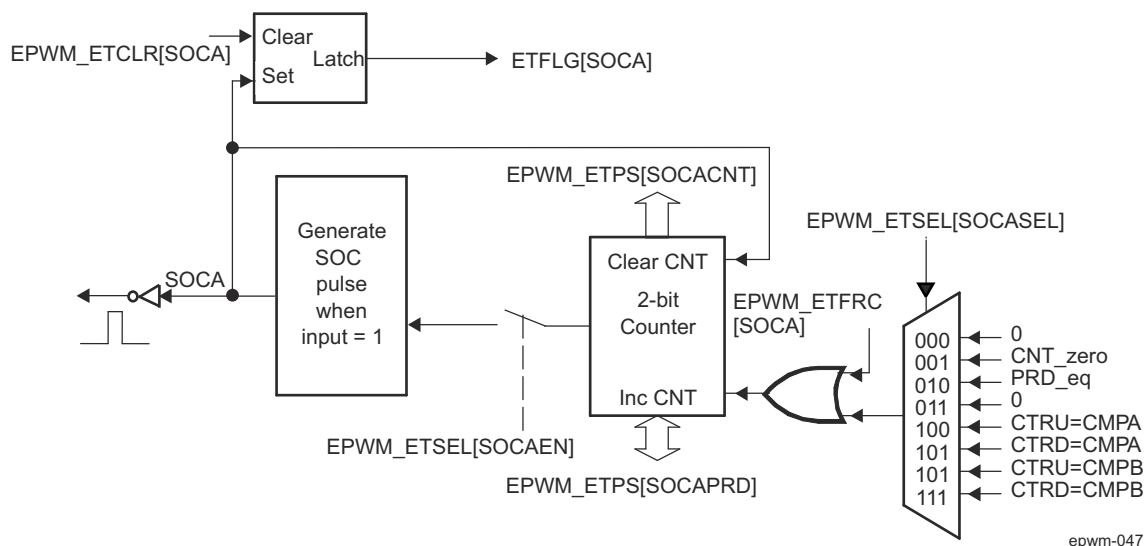 Clear
EPWM_ETCLR[SOCA]
Latch
ETFLG[SOCA]
Set
EPWM_ETPS[SOCACNT]
EPWM_ETSEL[SOCASEL]
Generate
SOC
pulse
when
input = 1
SOCA
Clear CNT
2-bit
Counter
Inc CNT
EPWM_ETFRC
[SOCA]
000
001
010
011
100
101
101
111
0
CNT_zero
PRD_eq
0
CTRU=CMPA
CTRD=CMPA
CTRU=CMPB
CTRD=CMPB
EPWM_ETSEL[SOCAEN]
EPWM_ETPS[SOCAPRD]
epwm-047